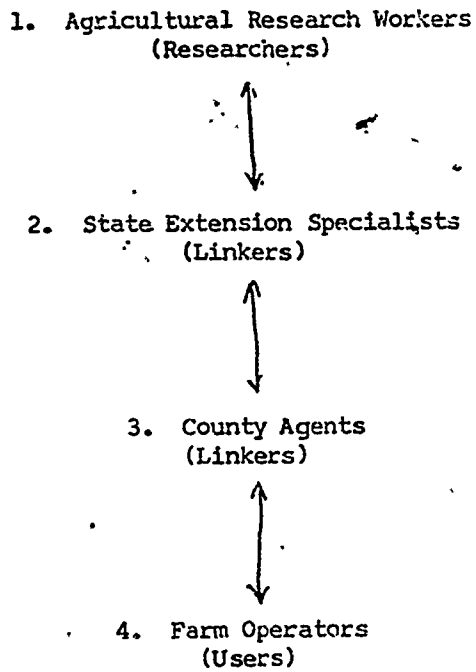 1. Agricultural Research Workers
(Researchers)
2. State Extension Specialists
(Linkers)
3. County Agents
(Linkers)
4. Farm Operators
(Users)